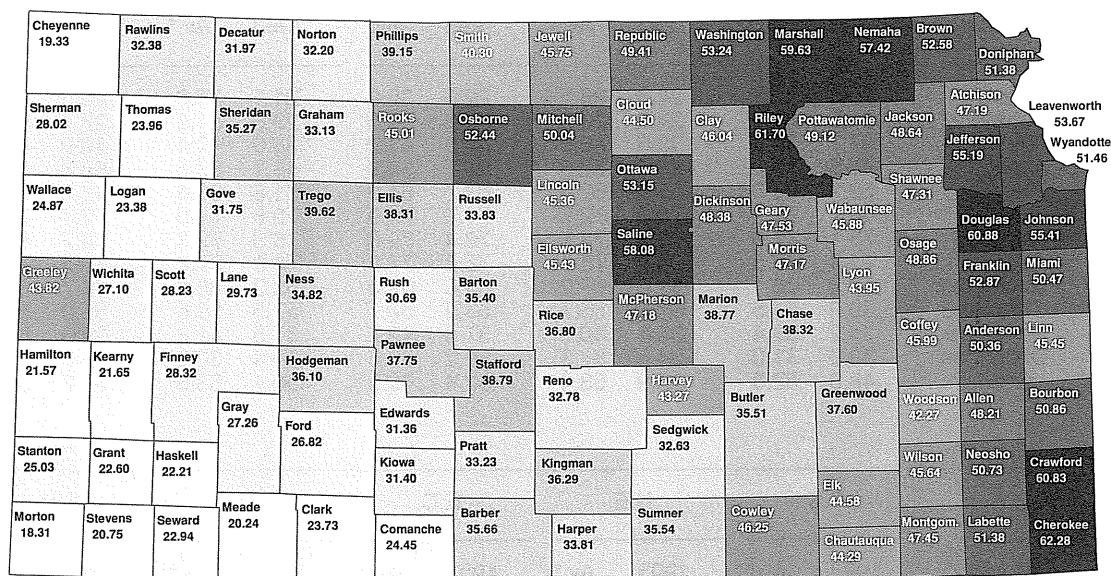 Cheyenne
19.33
Rawlins
32.38
Decatur
31.97
Norton
32.20
Phillips
39.15
Smith
40.30
Jewell
45.75
Republic
49.41
Washington
53.24
Marshall
59.63
Nemaha
57.42
Brown
52.58
Doniphan
51.38
Atchison
47.19
Leavenworth
53.67
Wyandotte
51.46
Sherman
28.02
Thomas
23.96
Sheridan
35.27
Graham
33.13
Rooks
45.01
Osborne
52.44
Mitchell
50.04
Cloud
44.50
Clay
46.04
Riley
61.70
Pottawatomie
49.12
Jackson
48.64
Jefferson
55.19
Wallace
24.87
Logan
23.38
Gove
31.75
Trego
39.62
Ellis
38.31
Russell
33.83
Lincoln
45.36
Ottawa
53.15
Dickinson
48.38
Geary
47.53
Wabaunsee
45.88
Shawnee
47.31
Douglas
60.88
Johnson
55.41
Saline
58.08
Ellsworth
45.43
Morris
47.17
Osage
48.86
Franklin
52.87
Miami
50.47
Greeley
43.82
Wichita
27.10
Scott
28.23
Lane
29.73
Ness
34.82
Rush
30.69
Barton
35.40
Rice
36.80
McPherson
47.18
Marion
38.77
Chase
38.32
Lyon
43.95
Coffey
45.99
Anderson
50.36
Linn
45.45
Hamilton
21.57
Kearny
21.65
Finney
28.32
Hodgeman
36.10
Pawnee
37.75
Stafford
38.79
Reno
32.78
Harvey
43.27
Butler
35.51
Greenwood
37.60
Woodson
42.27
Allen
48.21
Bourbon
50.86
Gray
27.26
Ford
26.82
Edwards
31.36
Sedgwick
32.63
Stanton
25.03
Grant
22.60
Haskell
22.21
Kiowa
31.40
Pratt
33.23
Kingman
36.29
Wilson
45.64
Neosho
50.73
Crawford
60.83
Elk
44.58
Morton
18.31
Stevens
20.75
Seward
22.94
Meade
20.24
Clark
23.73
Comanche
24.45
Barber
35.66
Harper
33.81
Sumner
35.54
Cowley
46.25
Chautauqua
44.29
Montgom.
47.45
Labette
51.38
Cherokee
62.28